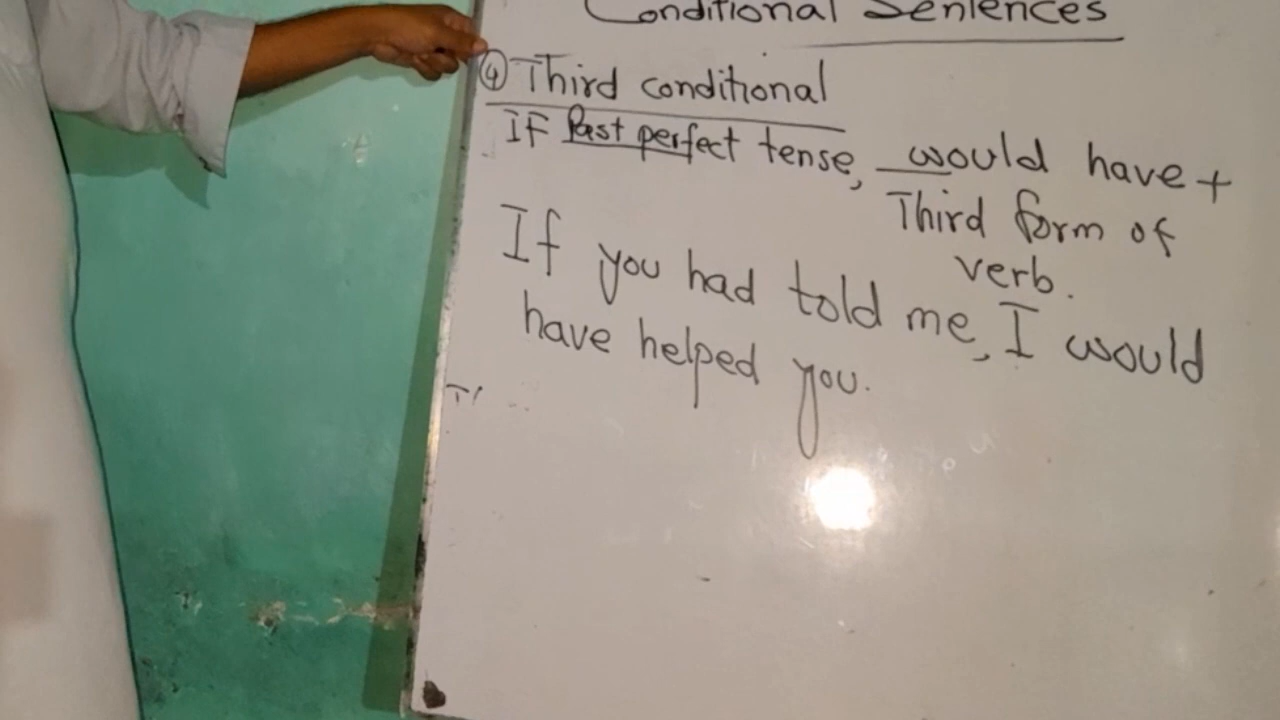 Conditional Sentences
④ Third conditional
IF Past perfect tense, would have +
Third form of
verb.
If you had told me, I would
have helped you.